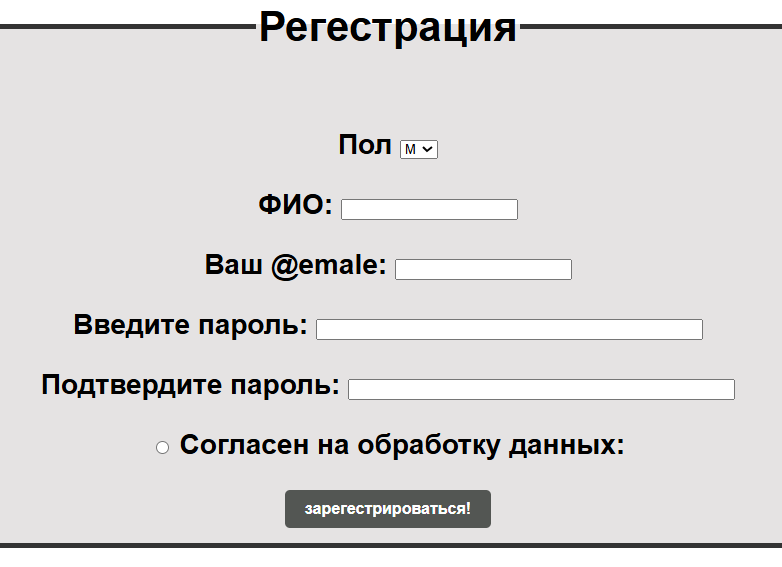 Регестрация
Пол М
ФИО:
Ваш @emale:
Введите пароль:
Подтвердите пароль:
Согласен на обработку данных:
зарегестрироваться!